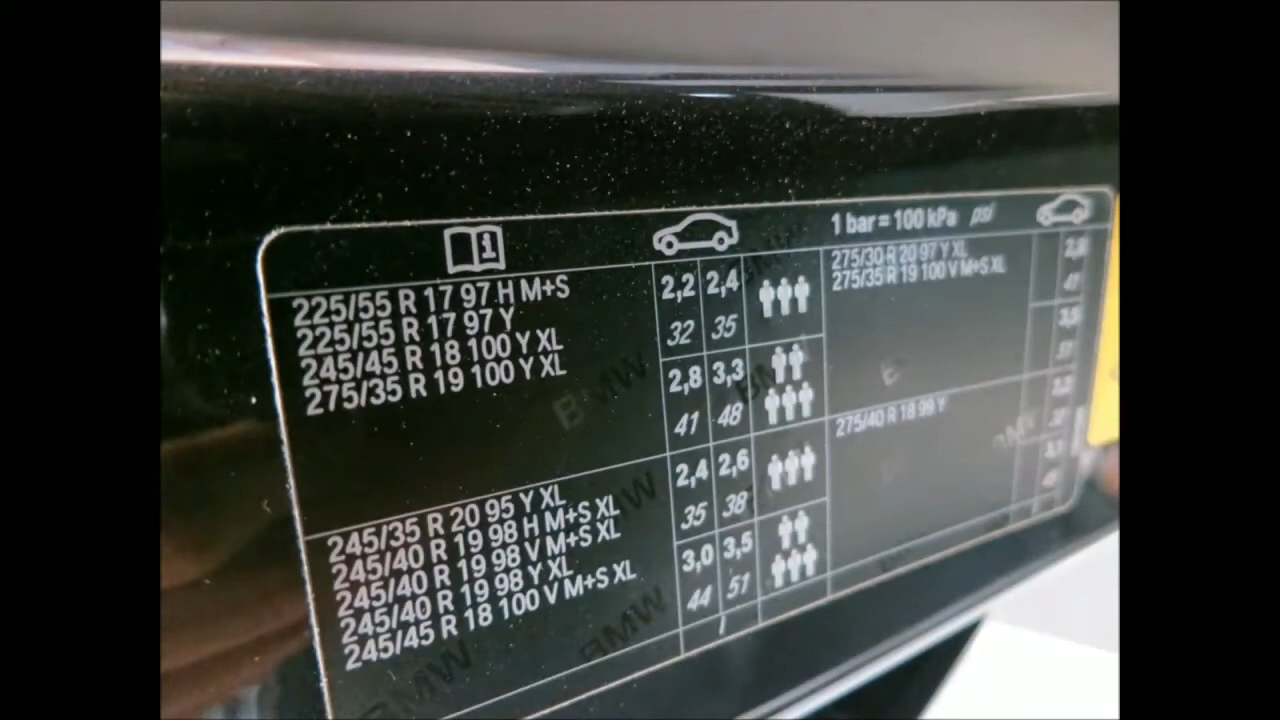 1 bar = 100 kPa psi
225/55 R 17 97 H M+S
225/55 R 17 97 Y
245/45 R 18 100 Y XL
275/35 R 19 100 Y XL
2,2 2,4
32 35
2,8 3,3
41 48
245/35 R 20 95 Y XL
245/40 R 19 98 H M+S XL
245/40 R 19 98 V M+S XL
245/40 R 19 98 Y XL
245/45 R 18 100 V M+S XL
2,4 2,6
35 38
3,0 3,5
44 51
275/30 R 20 97 Y XL
275/35 R 19 100 V M+S XL
275/40 R 18 99 Y
BMW
BMW
BMW
BMW